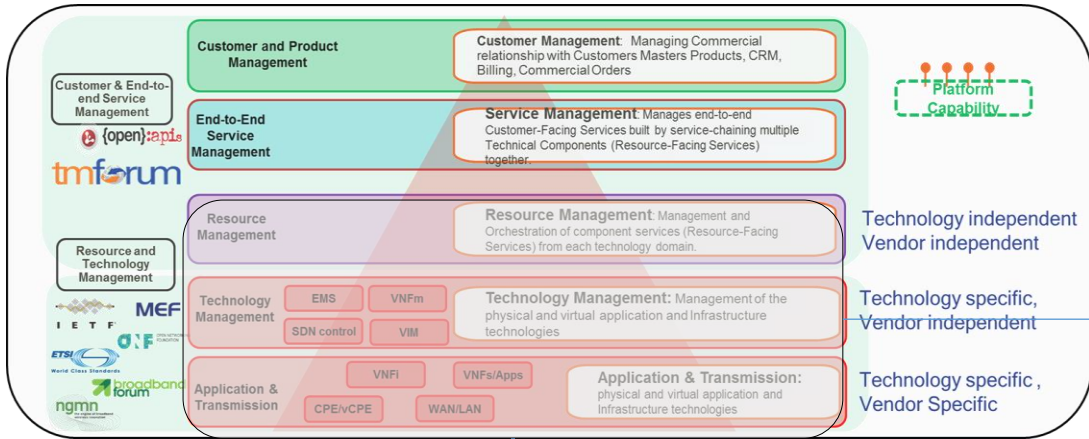 Customer and Product
Management
Customer Management: Managing Commercial
relationship with Customers Masters Products, CRM,
Billing, Commercial Orders
Customer & End-to-
end Service
Management
{open}:apis
tmforum
End-to-End
Service
Management
Service Management: Manages end-to-end
Customer-Facing Services built by service-chaining multiple
Technical Components (Resource-Facing Services)
together.
Platform
Capability
Resource
Management
Resource Management: Management and
Orchestration of component services (Resource-Facing
Services) from each technology domain.
Technology independent
Vendor independent
Resource and
Technology
Management
IETF
MEF
ONF
OPEN NETWORKING
FOUNDATION
ETSI
World Class Standards
broadband
forum
ngmn
Technology
Management
EMS
VNFm
SDN control
VIM
Technology Management: Management of the
physical and virtual application and Infrastructure
technologies
Technology specific,
Vendor independent
Application &
Transmission
VNFi
VNFs/Apps
CPE/vCPE
WAN/LAN
Application & Transmission:
physical and virtual application and
Infrastructure technologies
Technology specific ,
Vendor Specific